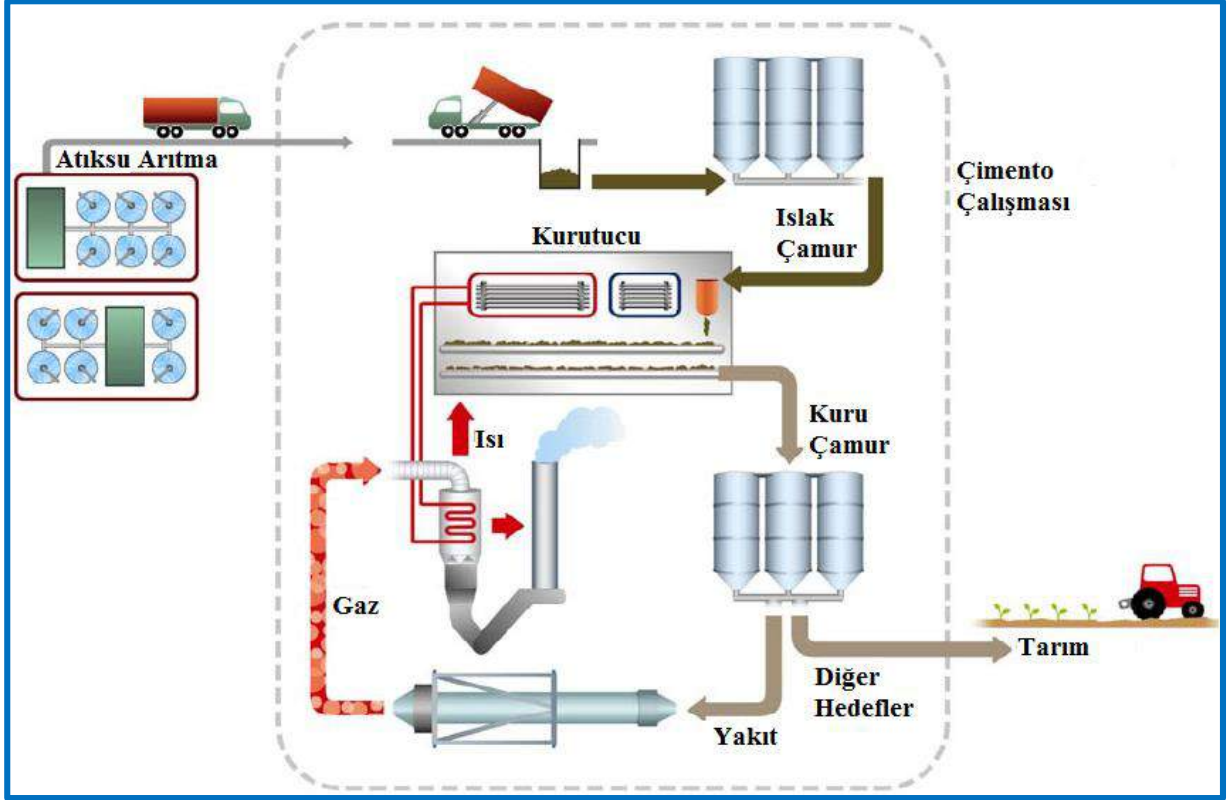 Atıksu Arıtma
Çimento
Çalışması
Islak
Çamur
Kurutucu
Kuru
Çamur
Isı
Gaz
Tarım
Diğer
Hedefler
Yakıt